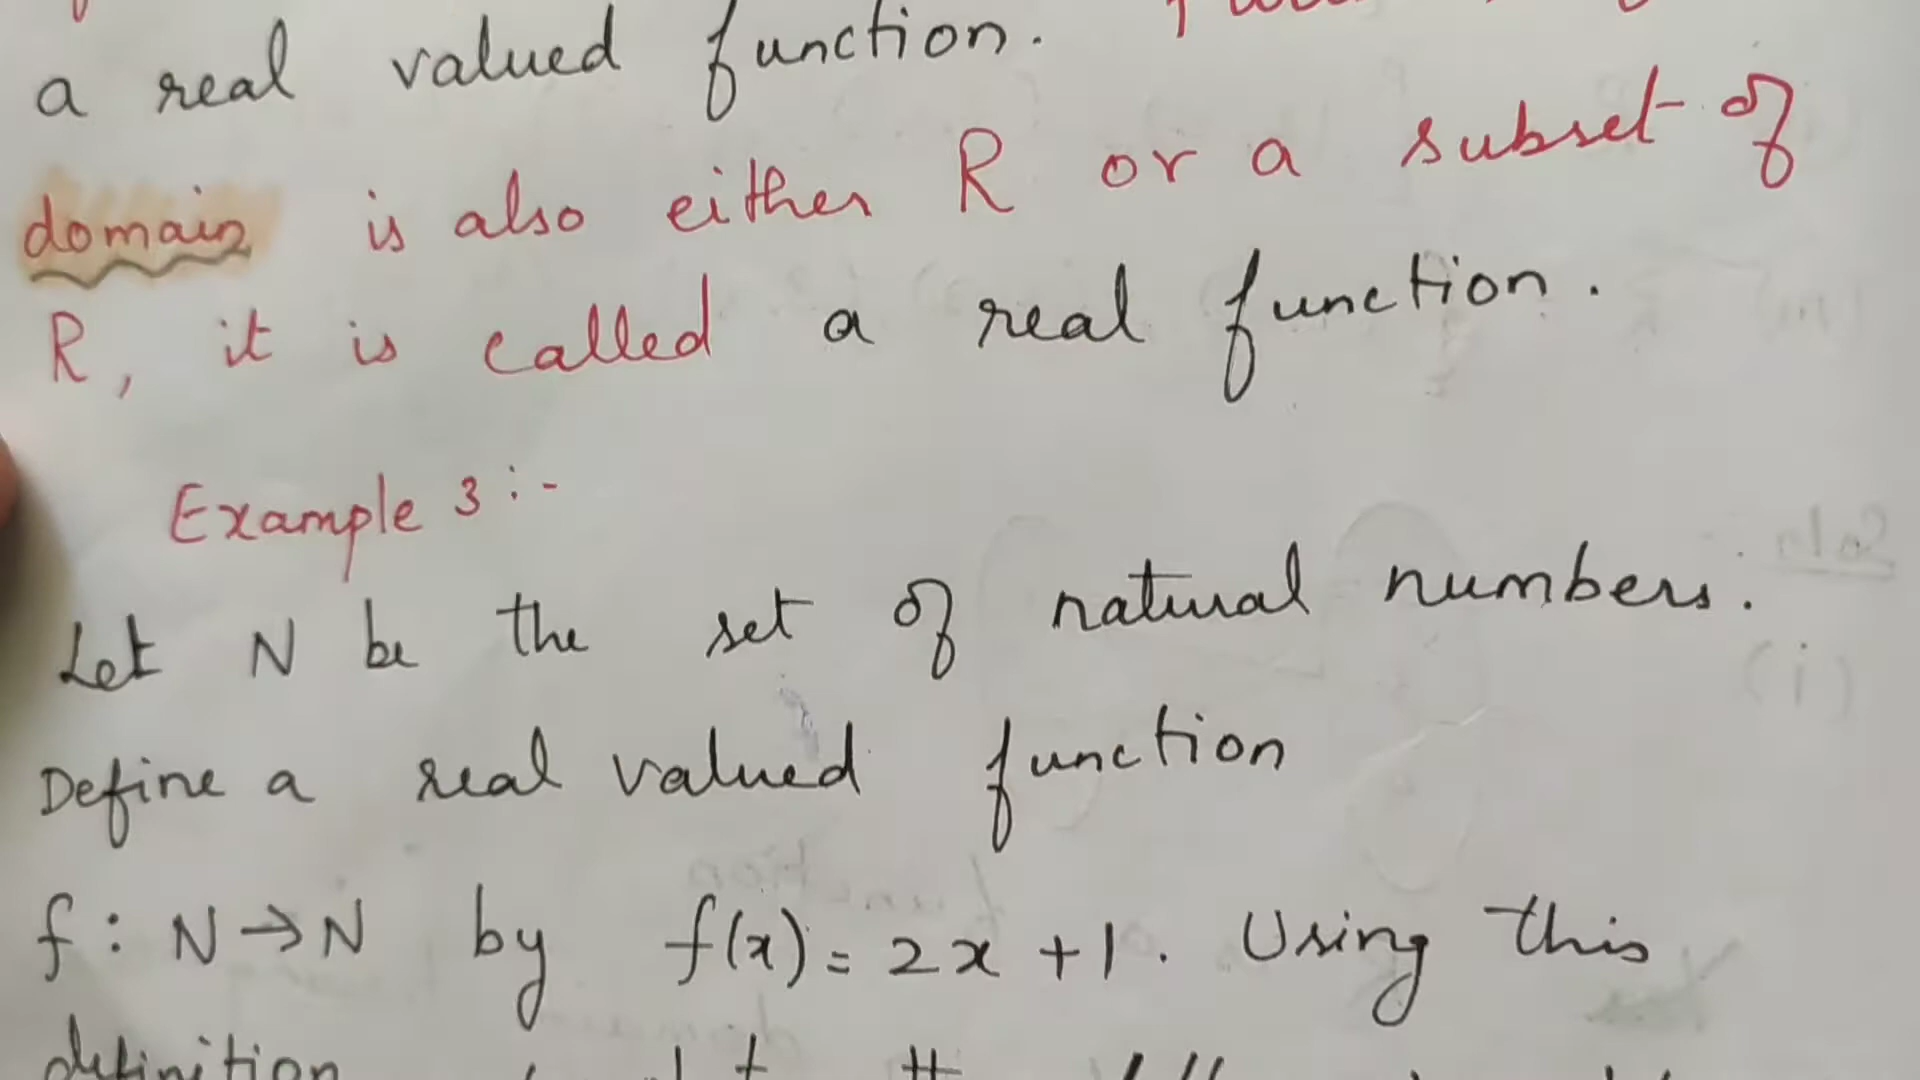 a real valued function.
domain is also either R or a subset of
R, it is called a real function.
Example 3 :-
Let N be the set of natural numbers.
Define a real valued function
f : N → N by f(x) = 2x + 1. Using this
definition